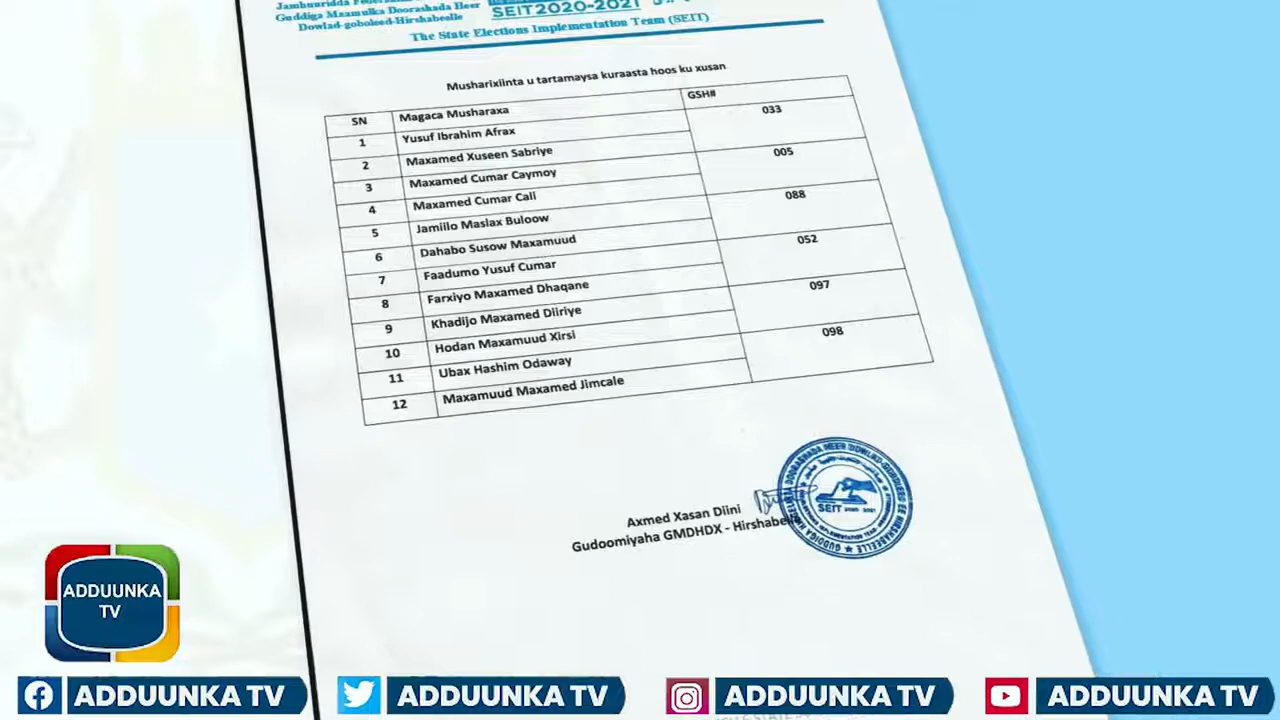 Jamhuuridda Federaalka
Guddiga Maamulka Doorashada Heer
Dowlad-goboleed-Hirshabeelle
SEIT2020-2021
The State Elections Implementation Team (SEIT)
Musharixiinta u tartamaysa kuraasta hoos ku xusan
SN Magaca Musharaxa GSH#
1 Yusuf Ibrahim Afrax 033
2 Maxamed Xuseen Sabriye
3 Maxamed Cumar Caymoy 005
4 Maxamed Cumar Cali
5 Jamiilo Maslax Buloow 088
6 Dahabo Susow Maxamuud
7 Faadumo Yusuf Cumar 052
8 Farxiyo Maxamed Dhaqane
9 Khadijo Maxamed Diiriye 097
10 Hodan Maxamuud Xirsi
11 Ubax Hashim Odaway 098
12 Maxamuud Maxamed Jimcale
Axmed Xasan Diini
Gudoomiyaha GMDHDX - Hirshabelle
SEIT 2020-2021
ADDUUNKA
TV
ADDUUNKA TV
ADDUUNKA TV
ADDUUNKA TV
ADDUUNKA TV